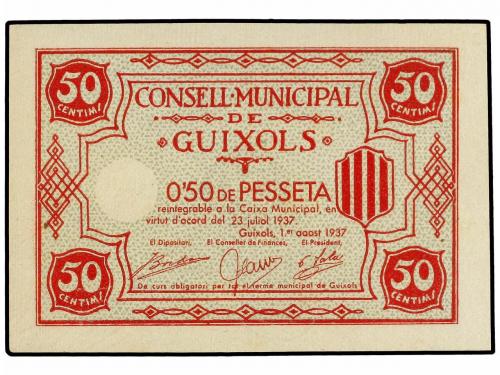 50 CENTIMS 50 CENTIMS
CONSELL·MUNICIPAL
DE
GUIXOLS
0'50 DE PESSETA
reintegrable a la Caixa Municipal, en
virtut d'acord del 23 juliol 1937.
Guixols, 1.er agost 1937
El Dipositari, El Conseller de Finances, El President,
50 CENTIMS 50 CENTIMS
De curs obligatori per tot el terme municipal de Guixols